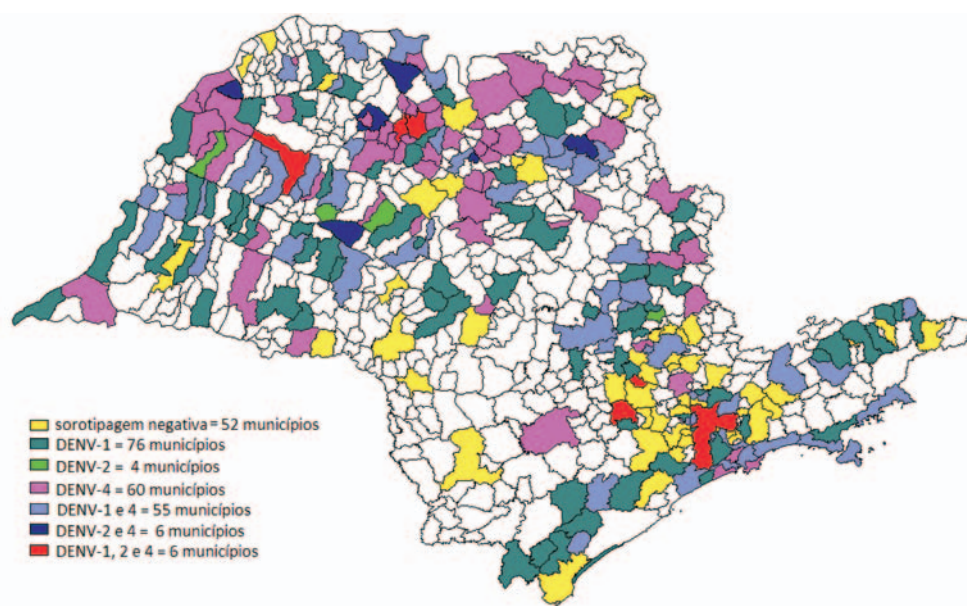 sorotipagem negativa = 52 municípios
DENV-1 = 76 municípios
DENV-2 = 4 municípios
DENV-4 = 60 municípios
DENV-1 e 4 = 55 municípios
DENV-2 e 4 = 6 municípios
DENV-1, 2 e 4 = 6 municípios